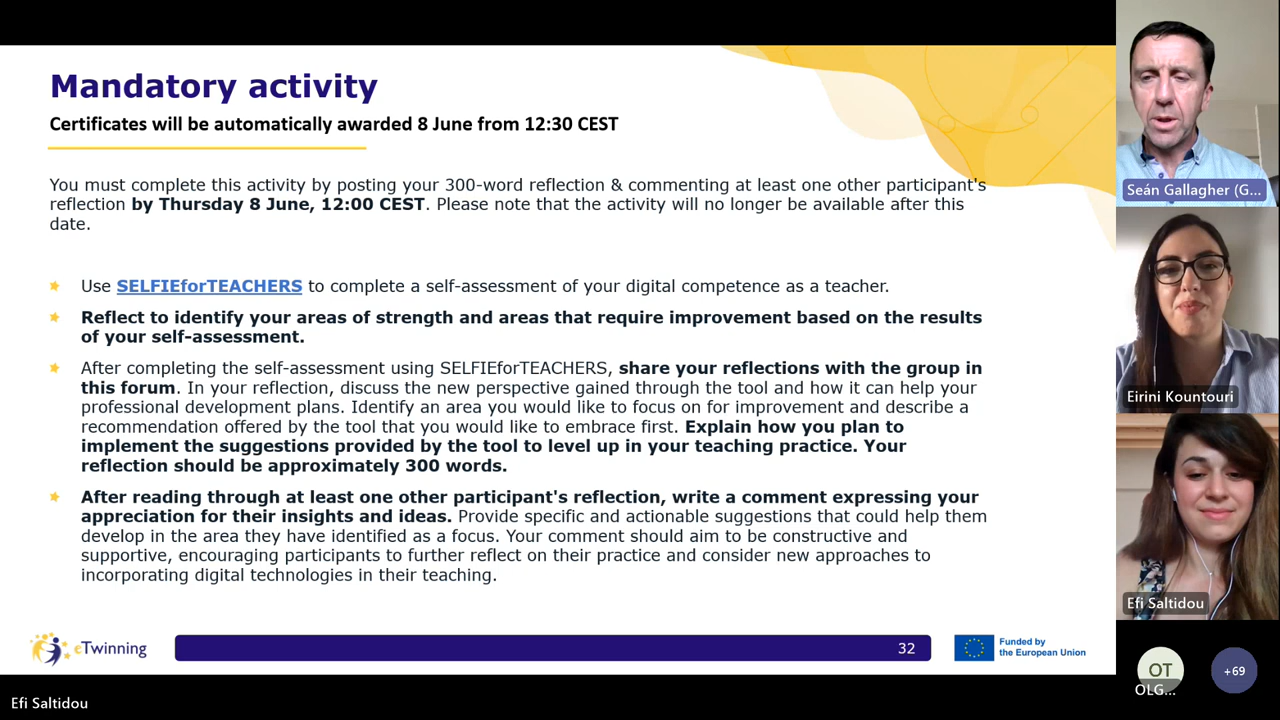 Mandatory activity
Certificates will be automatically awarded 8 June from 12:30 CEST
You must complete this activity by posting your 300-word reflection & commenting at least one other participant's
reflection by Thursday 8 June, 12:00 CEST. Please note that the activity will no longer be available after this
date.
Use SELFIEforTEACHERS to complete a self-assessment of your digital competence as a teacher.
Reflect to identify your areas of strength and areas that require improvement based on the results
of your self-assessment.
After completing the self-assessment using SELFIEforTEACHERS, share your reflections with the group in
this forum. In your reflection, discuss the new perspective gained through the tool and how it can help your
professional development plans. Identify an area you would like to focus on for improvement and describe a
recommendation offered by the tool that you would like to embrace first. Explain how you plan to
implement the suggestions provided by the tool to level up in your teaching practice. Your
reflection should be approximately 300 words.
After reading through at least one other participant's reflection, write a comment expressing your
appreciation for their insights and ideas. Provide specific and actionable suggestions that could help them
develop in the area they have identified as a focus. Your comment should aim to be constructive and
supportive, encouraging participants to further reflect on their practice and consider new approaches to
incorporating digital technologies in their teaching.
eTwinning
32
Funded by
the European Union
Efi Saltidou
Seán Gallagher (G...
Eirini Kountouri
Efi Saltidou
OT
OLG...
+69